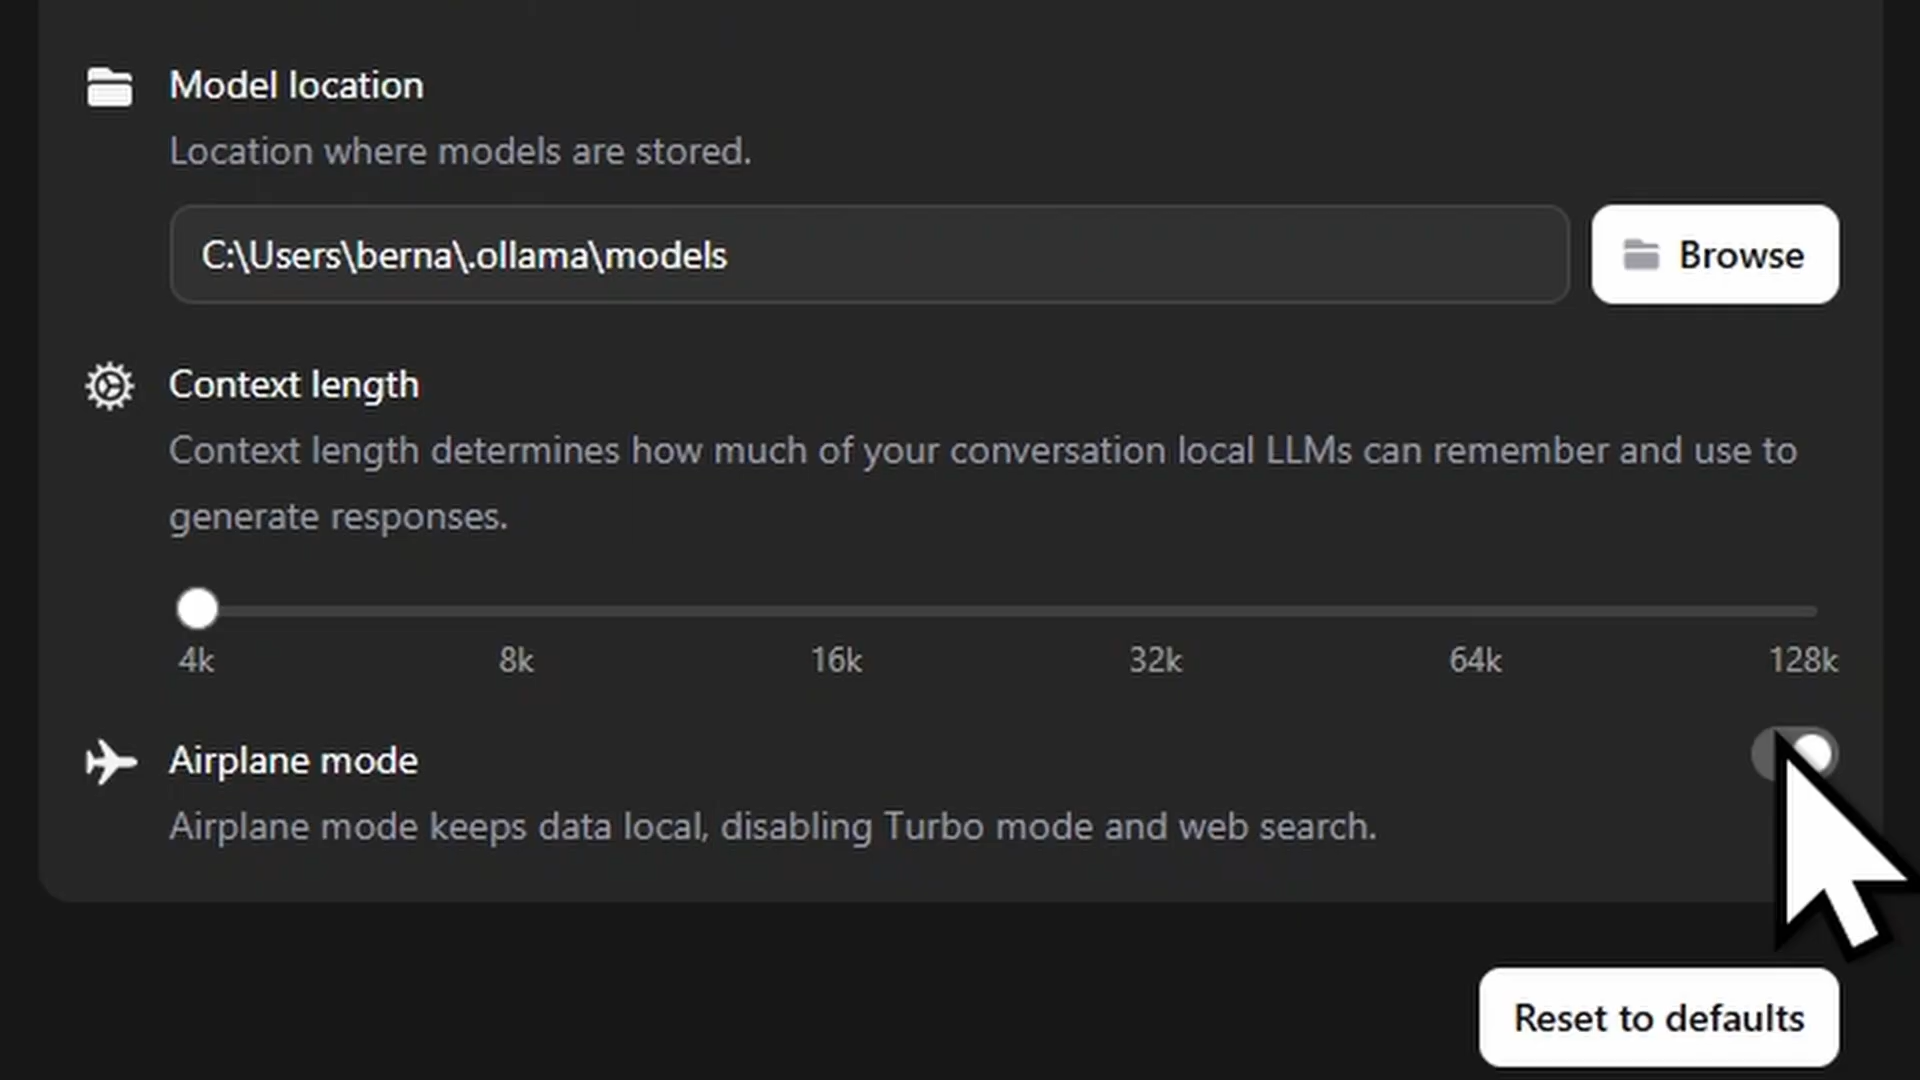 Model location
Location where models are stored.
C:\Users\berna\.ollama\models
Browse
Context length
Context length determines how much of your conversation local LLMs can remember and use to
generate responses.
4k 8k 16k 32k 64k 128k
Airplane mode
Airplane mode keeps data local, disabling Turbo mode and web search.
Reset to defaults